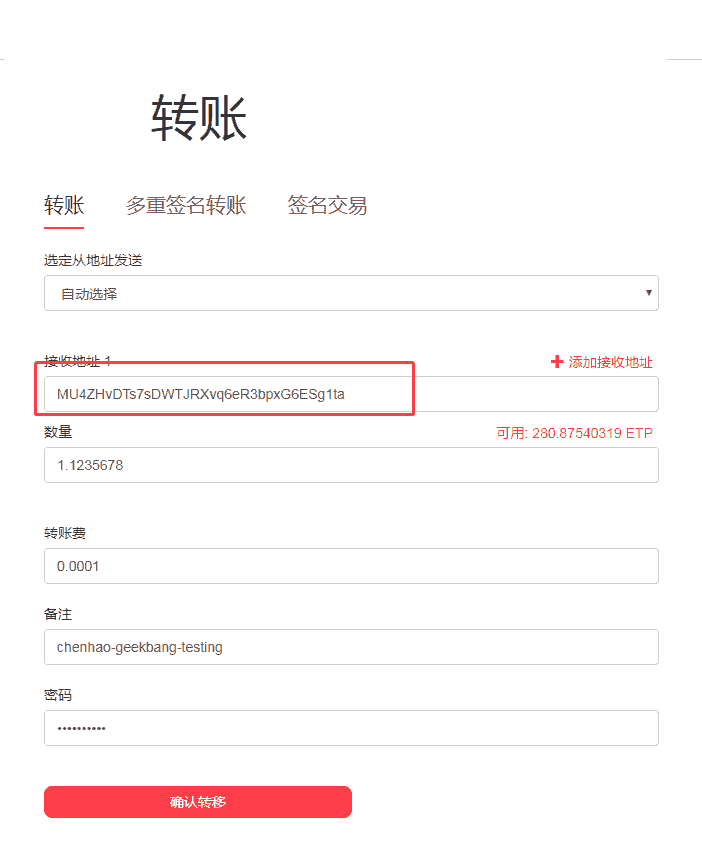 转账
转账 多重签名转账 签名交易
选定从地址发送
自动选择
接收地址 1 添加接收地址
MU4ZHvDTs7sDWTJRXvq6eR3bpxG6ESg1ta
数量 可用: 280.87540319 ETP
1.1235678
转账费
0.0001
备注
chenhao-geekbang-testing
密码
••••••••••
确认转移